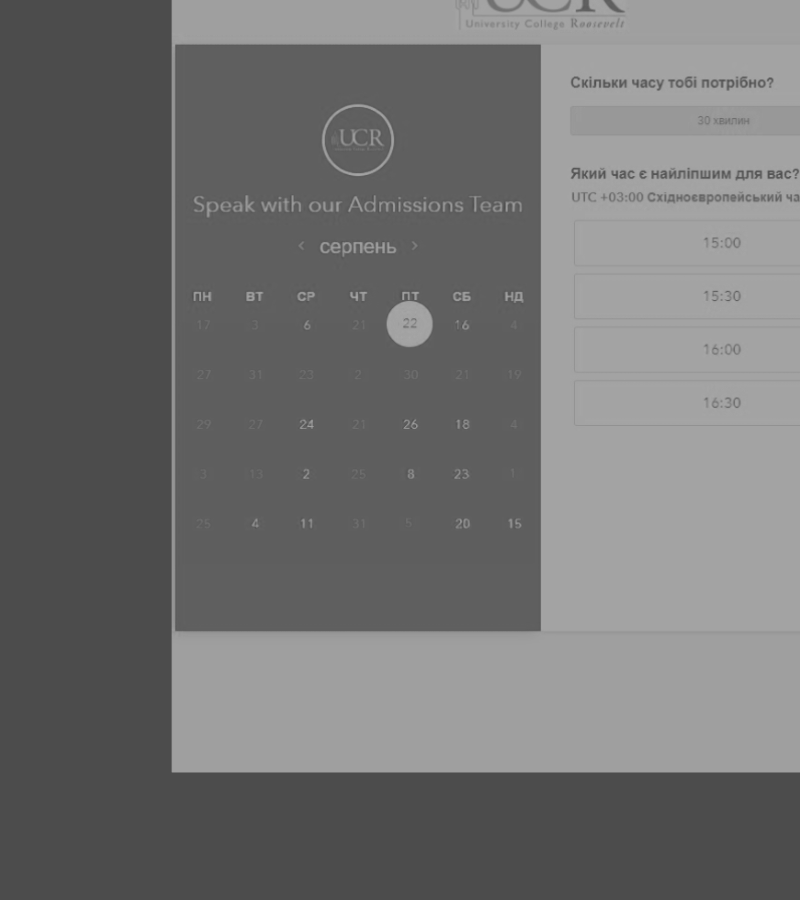 UCR
University College Roosevelt
UCR
Speak with our Admissions Team
< серпень >
ПН ВТ СР ЧТ ПТ СБ НД
17 3 6 21 22 16 4
27 31 23 2 30 21 19
29 27 24 21 26 18 4
3 13 2 25 8 23 1
25 4 11 31 5 20 15
Скільки часу тобі потрібно?
30 хвилин
Який час є найліпшим для вас?
UTC +03:00 Східноєвропейський ча
15:00
15:30
16:00
16:30